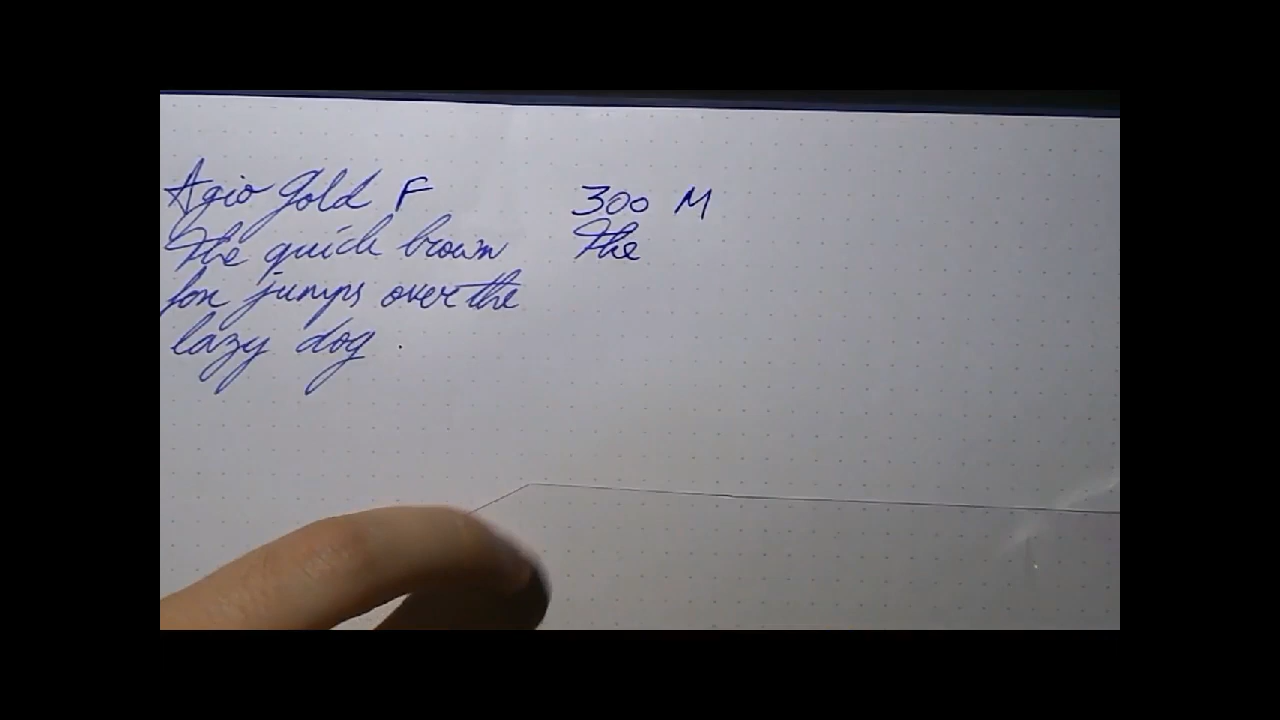 Agio Gold F
The quick brown
fox jumps over the
lazy dog .
300 M
The